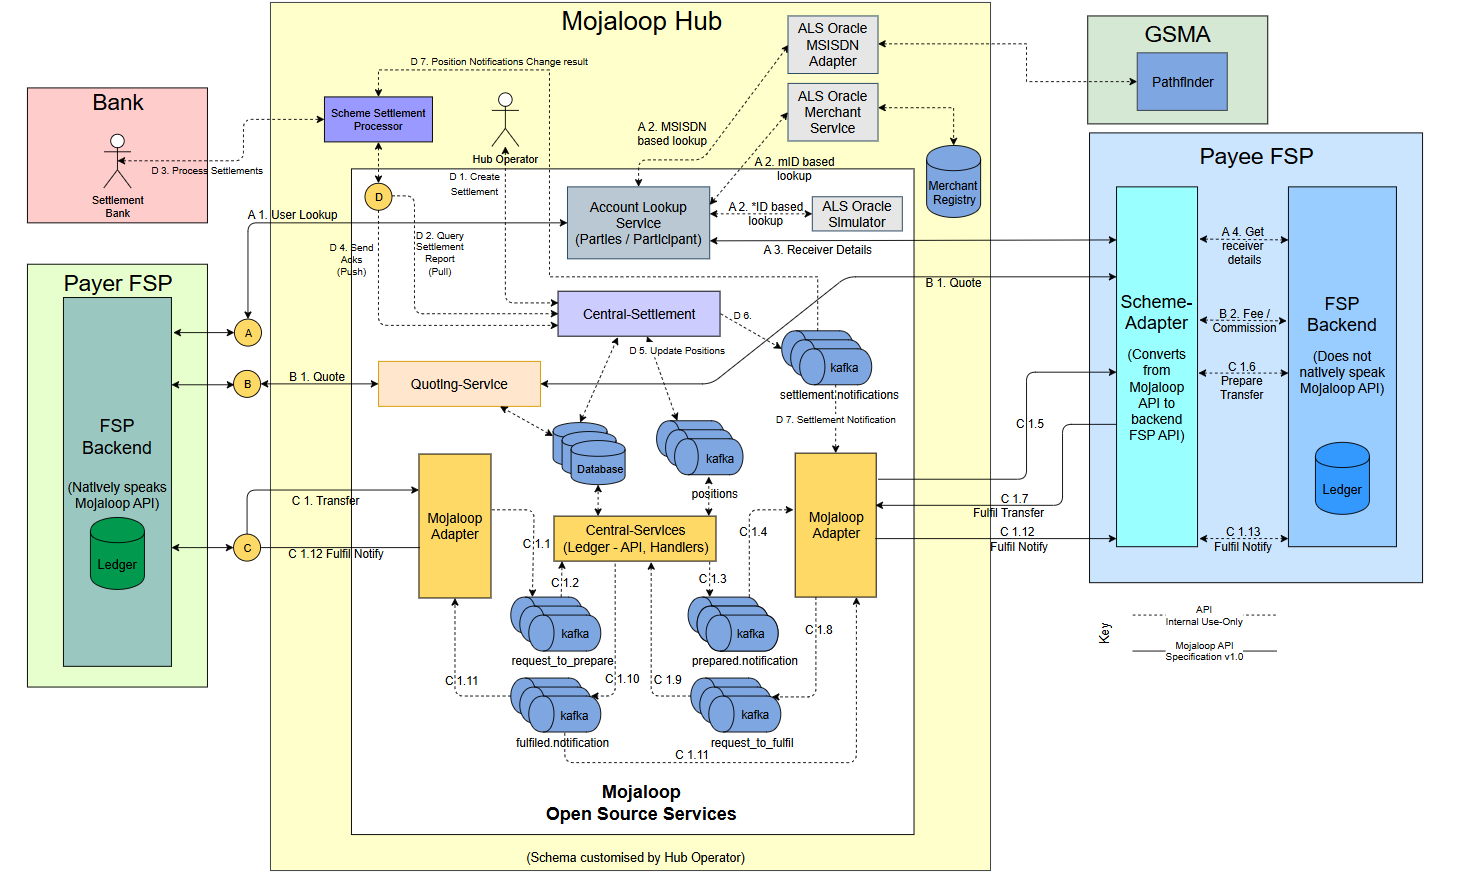 Mojaloop Hub
D 7. Position Notifications Change result
Bank
Settlement
Bank
D 3. Process Settlements
Scheme Settlement
Processor
Hub Operator
D 1. Create
Settlement
ALS Oracle
MSISDN
Adapter
ALS Oracle
Merchant
Service
GSMA
Pathfinder
A 2. MSISDN
based lookup
A 2. mID based
lookup
Merchant
Registry
D
A 1. User Lookup
Account Lookup
Service
(Parties / Participant)
A 2. *ID based
lookup
ALS Oracle
Simulator
A 3. Receiver Details
D 4. Send
Acks
(Push)
D 2. Query
Settlement
Report
(Pull)
Payee FSP
A 4. Get
receiver
details
Scheme-
Adapter
(Converts
from
Mojaloop
API to
backend
FSP API)
B 2. Fee /
Commission
C 1.6
Prepare
Transfer
FSP
Backend
(Does not
natively speak
Mojaloop API)
Ledger
C 1.13
Fulfil Notify
Payer FSP
FSP
Backend
(Natively speaks
Mojaloop API)
Ledger
A
B
C
B 1. Quote
B 1. Quote
Central-Settlement
D 6.
D 5. Update Positions
kafka
settlement.notifications
D 7. Settlement Notification
Quoting-Service
Database
kafka
positions
C 1. Transfer
C 1.12 Fulfil Notify
Mojaloop
Adapter
Central-Services
(Ledger - API, Handlers)
Mojaloop
Adapter
C 1.5
C 1.7
Fulfil Transfer
C 1.12
Fulfil Notify
C 1.1
C 1.2
C 1.3
C 1.4
kafka
request_to_prepare
kafka
prepared.notification
C 1.8
C 1.11
C 1.10
C 1.9
kafka
fulfiled.notification
kafka
request_to_fulfil
C 1.11
Mojaloop
Open Source Services
(Schema customised by Hub Operator)
Key
API
Internal Use-Only
Mojaloop API
Specification v1.0